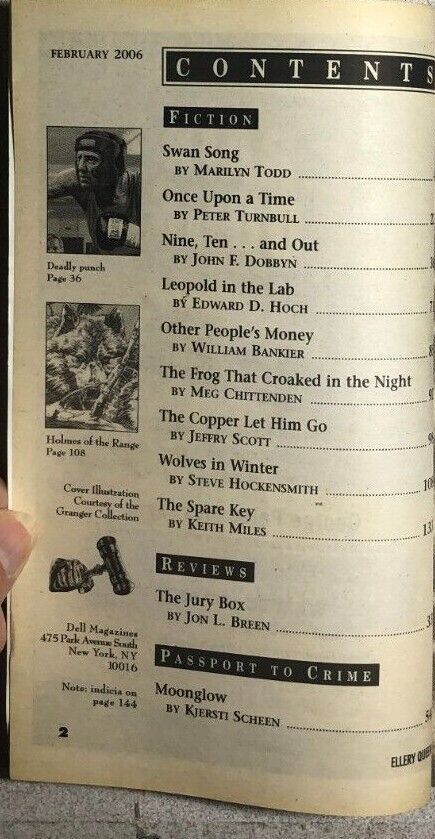 FEBRUARY 2006
CONTENTS
FICTION
Swan Song
BY MARILYN TODD
Once Upon a Time
BY PETER TURNBULL
Nine, Ten . . . and Out
BY JOHN F. DOBBYN
Leopold in the Lab
BY EDWARD D. HOCH
Other People's Money
BY WILLIAM BANKIER
The Frog That Croaked in the Night
BY MEG CHITTENDEN
The Copper Let Him Go
BY JEFFRY SCOTT
Wolves in Winter
BY STEVE HOCKENSMITH
The Spare Key
BY KEITH MILES
REVIEWS
The Jury Box
BY JON L. BREEN
PASSPORT TO CRIME
Moonglow
BY KJERSTI SCHEEN
Deadly punch
Page 36
Holmes of the Range
Page 108
Cover Illustration
Courtesy of the
Granger Collection
Dell Magazines
475 Park Avenue South
New York, NY
10016
Note: indicia on
page 144
2
ELLERY